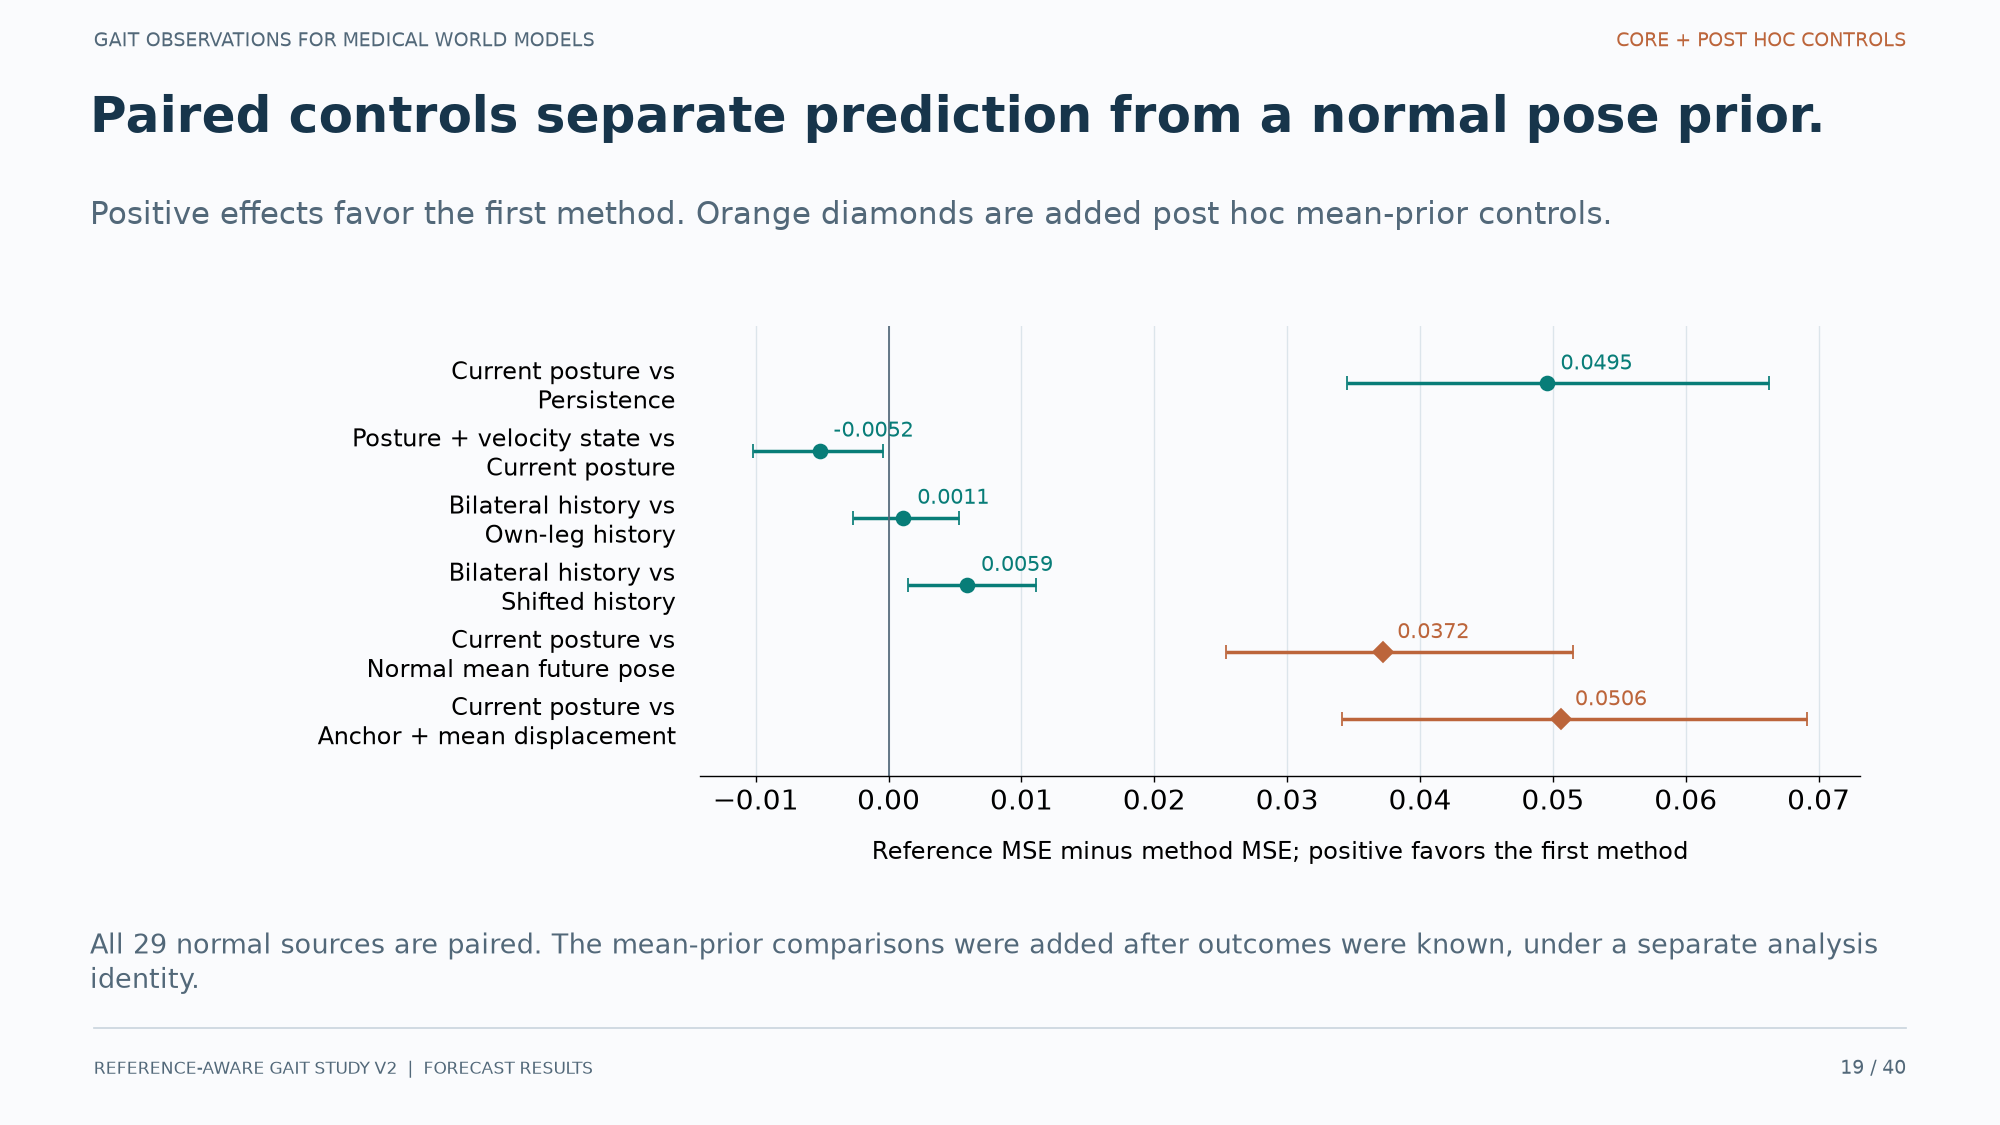 GAIT OBSERVATIONS FOR MEDICAL WORLD MODELS
CORE + POST HOC CONTROLS
Paired controls separate prediction from a normal pose prior.
Positive effects favor the first method. Orange diamonds are added post hoc mean-prior controls.
Current posture vs
Persistence
0.0495
Posture + velocity state vs
Current posture
-0.0052
Bilateral history vs
Own-leg history
0.0011
Bilateral history vs
Shifted history
0.0059
Current posture vs
Normal mean future pose
0.0372
Current posture vs
Anchor + mean displacement
0.0506
−0.01 0.00 0.01 0.02 0.03 0.04 0.05 0.06 0.07
Reference MSE minus method MSE; positive favors the first method
All 29 normal sources are paired. The mean-prior comparisons were added after outcomes were known, under a separate analysis
identity.
REFERENCE-AWARE GAIT STUDY V2 | FORECAST RESULTS
19 / 40